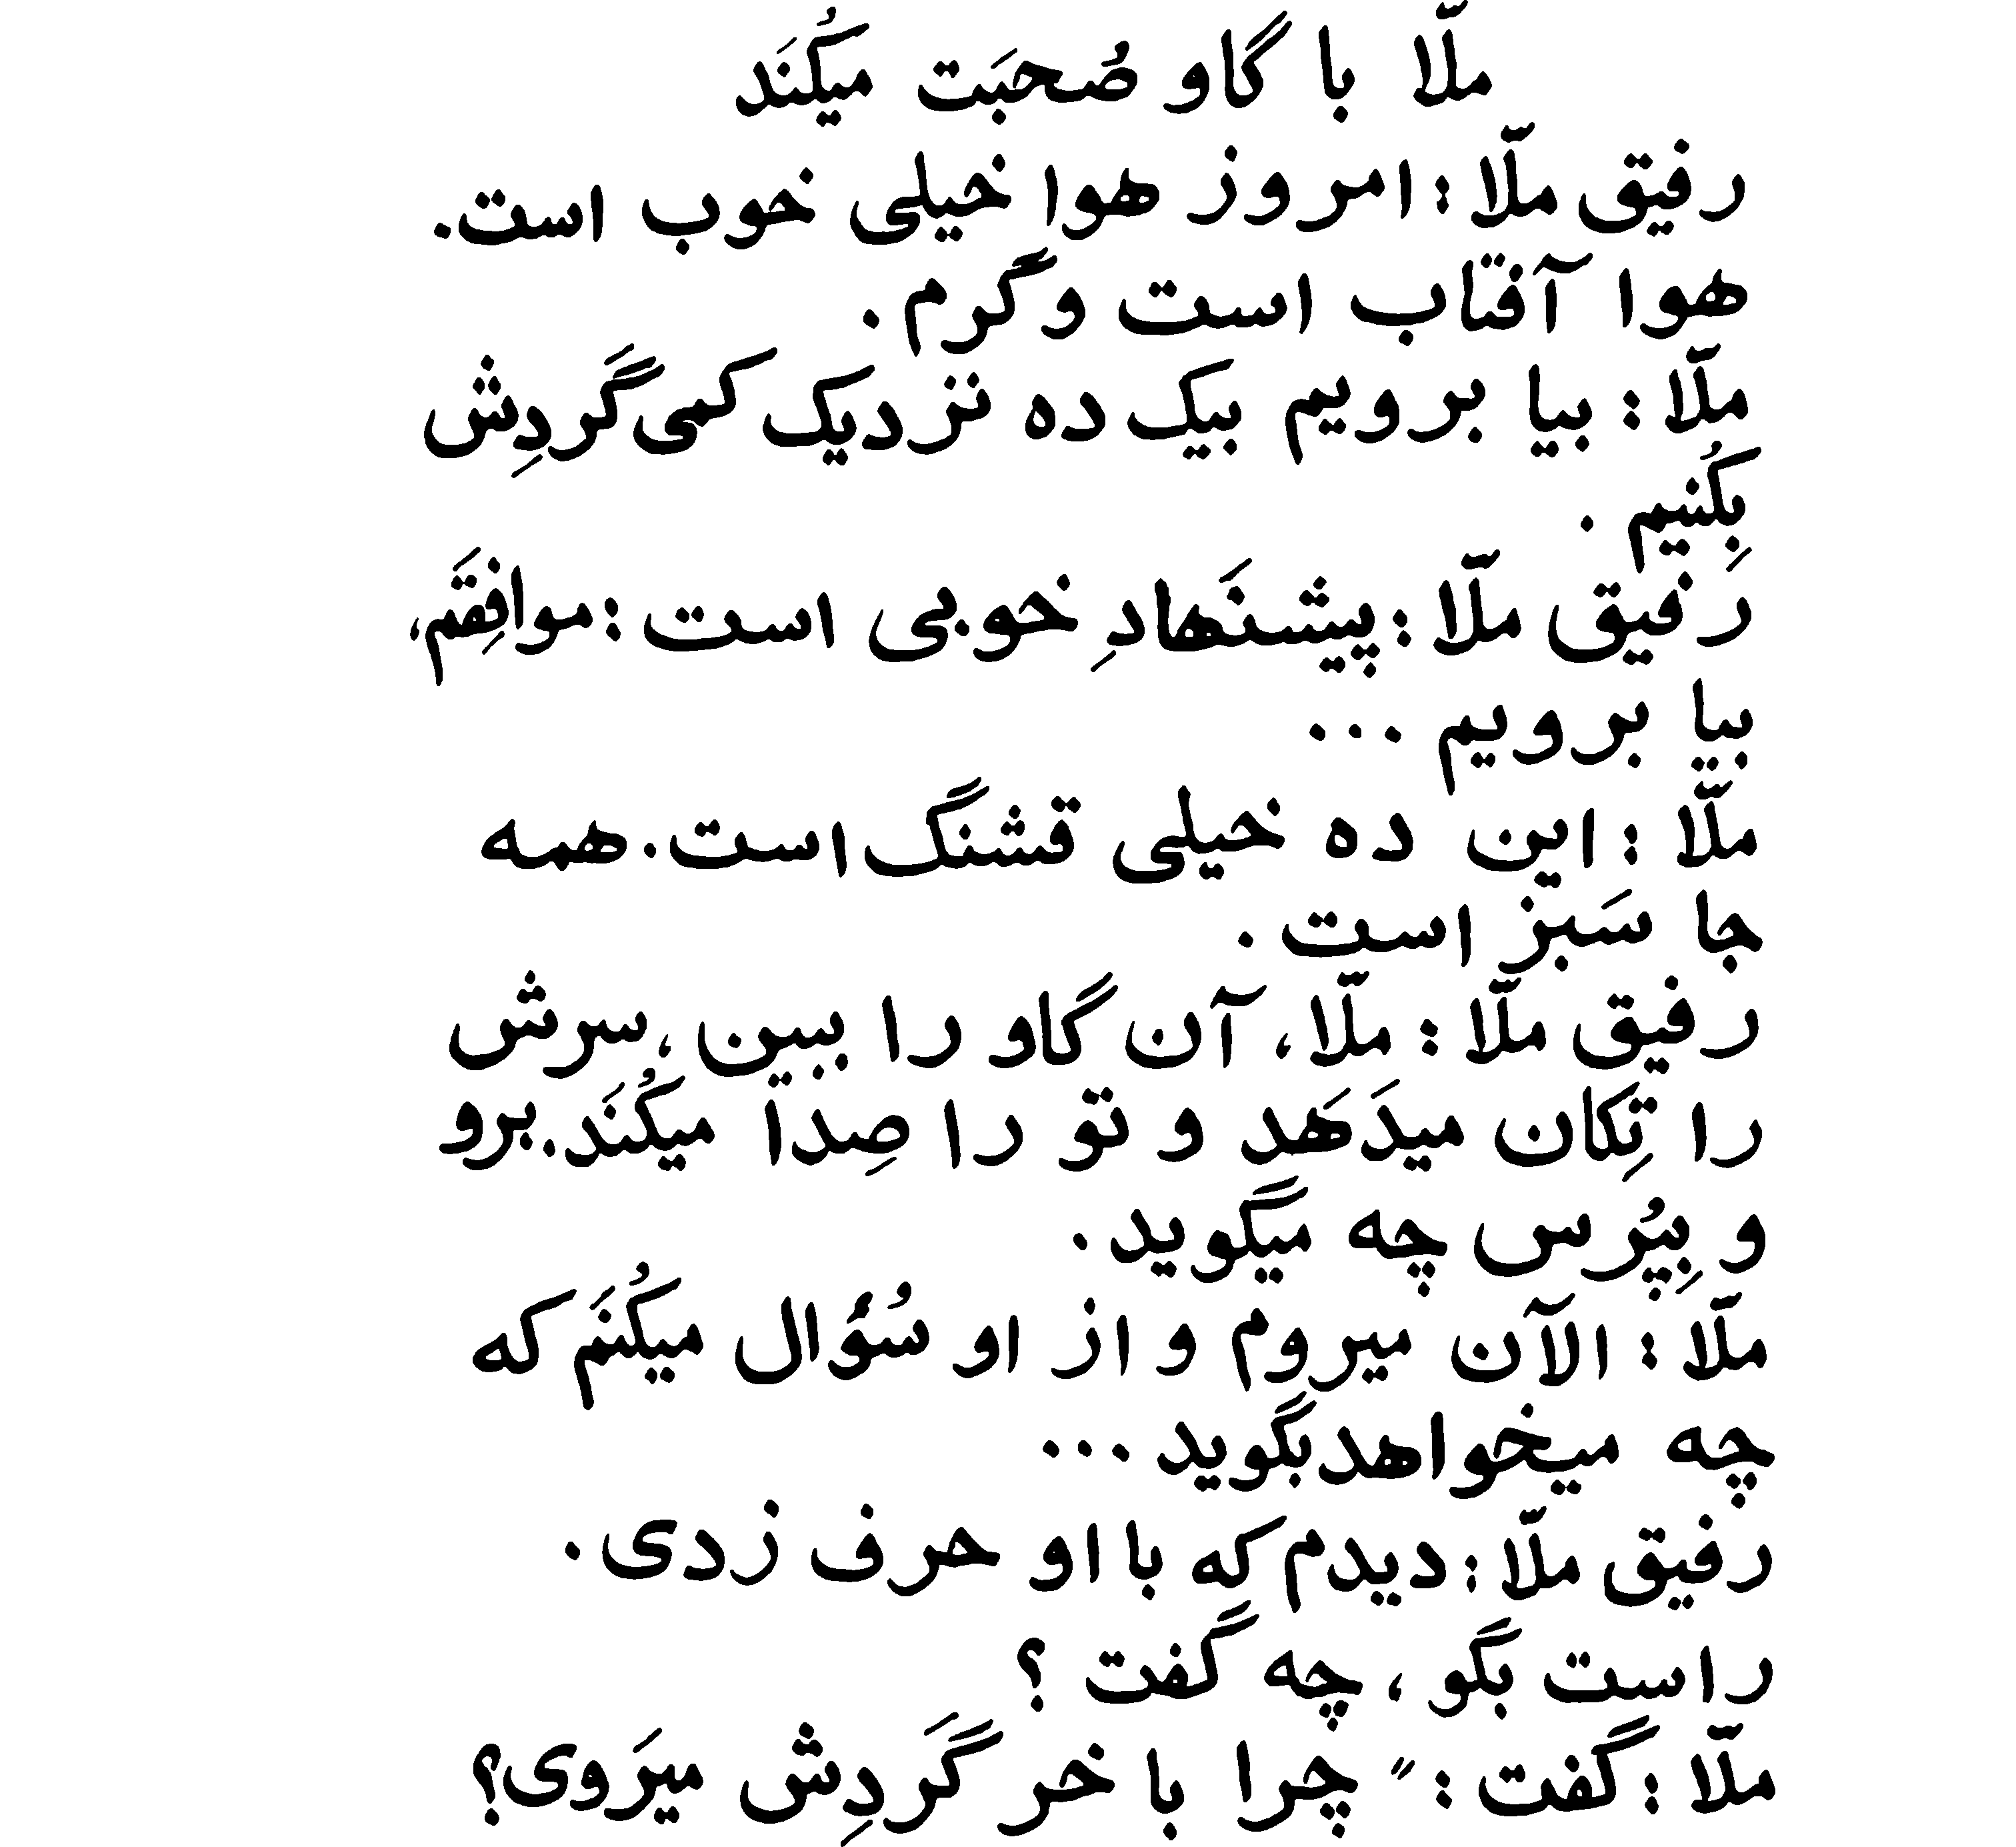 ملّا با گاو صُحبَت میکُنَد
رفیق ملّا: امروز هوا خیلی خوب است.
هوا آفتاب است و گرم.
ملّا: بیا برویم بیک ده نزدیک کمی گردِش
بِکُنیم.
رَفیق ملّا: پیشنَهادِ خوبی است: موافِقَم،
بیا برویم ...
ملّا: این ده خیلی قشنگ است. همه
جا سَبز است.
رفیق ملّا: ملّا، آن گاو را ببین، سرش
را تِکان میدَهَد و تو را صِدا میکُنَد. برو
و بِپُرس چه میگوید.
ملّا: الآن میروم و از او سُؤال میکُنَم که
چه میخواهد بگوید ...
رفیق ملّا: دیدم که با او حرف زدی.
راست بگو، چه گفت؟
ملّا: گفت: "چرا با خر گَردِش میرَوی؟